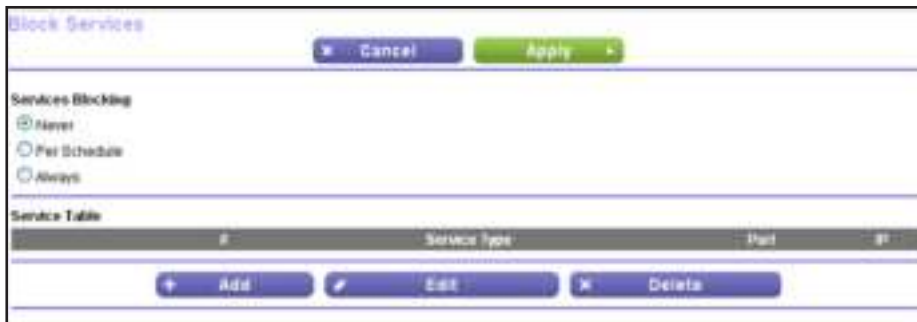 Block Services
Cancel Apply
Services Blocking
Never
Per Schedule
Always
Service Table
# Service Type Port IP
Add Edit Delete